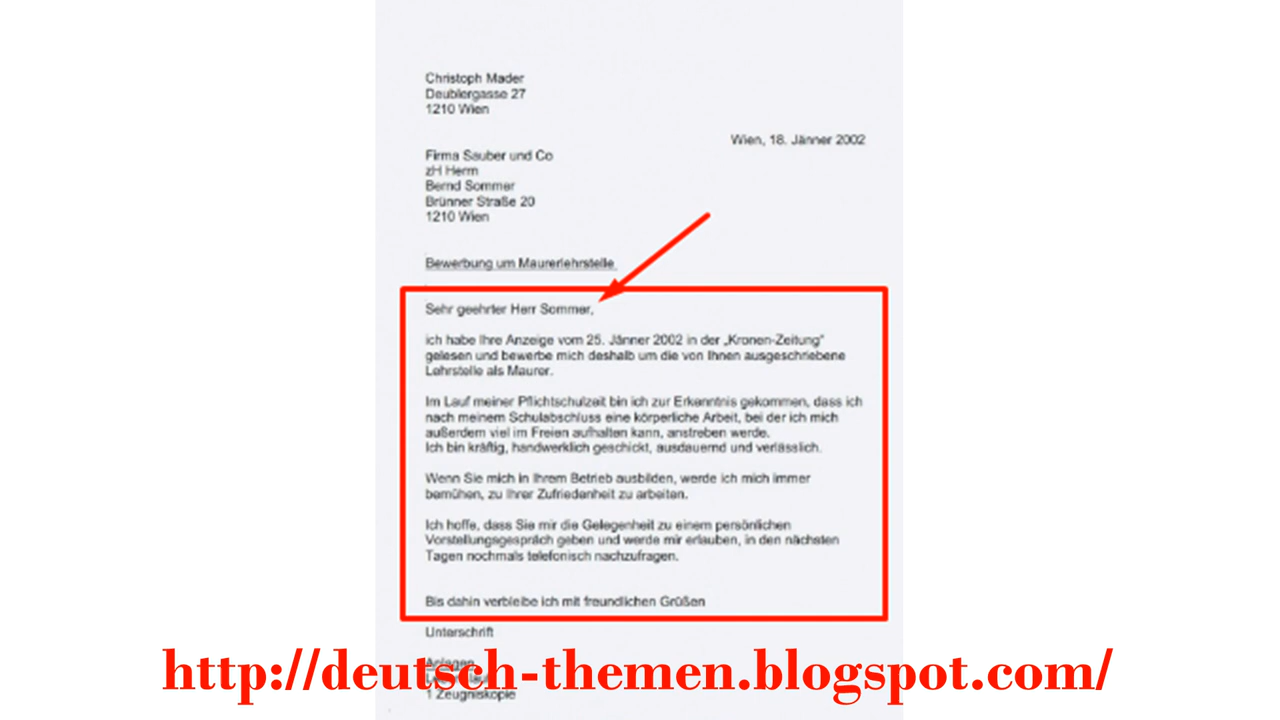 Christoph Mader
Deublergasse 27
1210 Wien
Wien, 18. Jänner 2002
Firma Sauber und Co
zH Herrn
Bernd Sommer
Brünner Straße 20
1210 Wien
Bewerbung um Maurerlehrstelle
Sehr geehrter Herr Sommer,
ich habe Ihre Anzeige vom 25. Jänner 2002 in der „Kronen-Zeitung“
gelesen und bewerbe mich deshalb um die von Ihnen ausgeschriebene
Lehrstelle als Maurer.
Im Lauf meiner Pflichtschulzeit bin ich zur Erkenntnis gekommen, dass ich
nach meinem Schulabschluss eine körperliche Arbeit, bei der ich mich
außerdem viel im Freien aufhalten kann, anstreben werde.
Ich bin kräftig, handwerklich geschickt, ausdauernd und verlässlich.
Wenn Sie mich in Ihrem Betrieb ausbilden, werde ich mich immer
bemühen, zu Ihrer Zufriedenheit zu arbeiten.
Ich hoffe, dass Sie mir die Gelegenheit zu einem persönlichen
Vorstellungsgespräch geben und werde mir erlauben, in den nächsten
Tagen nochmals telefonisch nachzufragen.
Bis dahin verbleibe ich mit freundlichen Grüßen
Unterschrift
Anlagen
http://deutsch-themen.blogspot.com/
1 Zeugniskopie